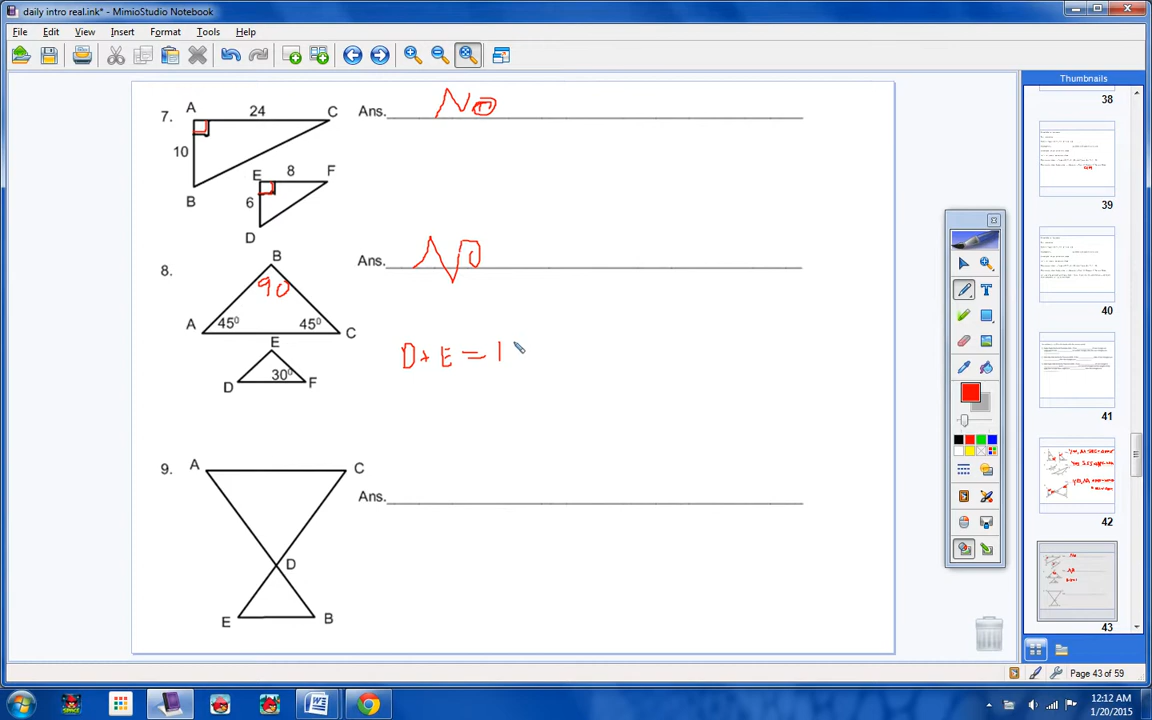 daily intro real.ink* - MimioStudio Notebook
File Edit View Insert Format Tools Help
Thumbnails
7.
A
24
C
10
B
E
8
F
6
D
Ans.
No
8.
B
90
A
45⁰
45⁰
C
E
D
30⁰
F
Ans.
NO
D + E = 1
9.
A
C
D
E
B
Ans.
38
39
40
41
42
43
Page 43 of 59
12:12 AM
1/20/2015